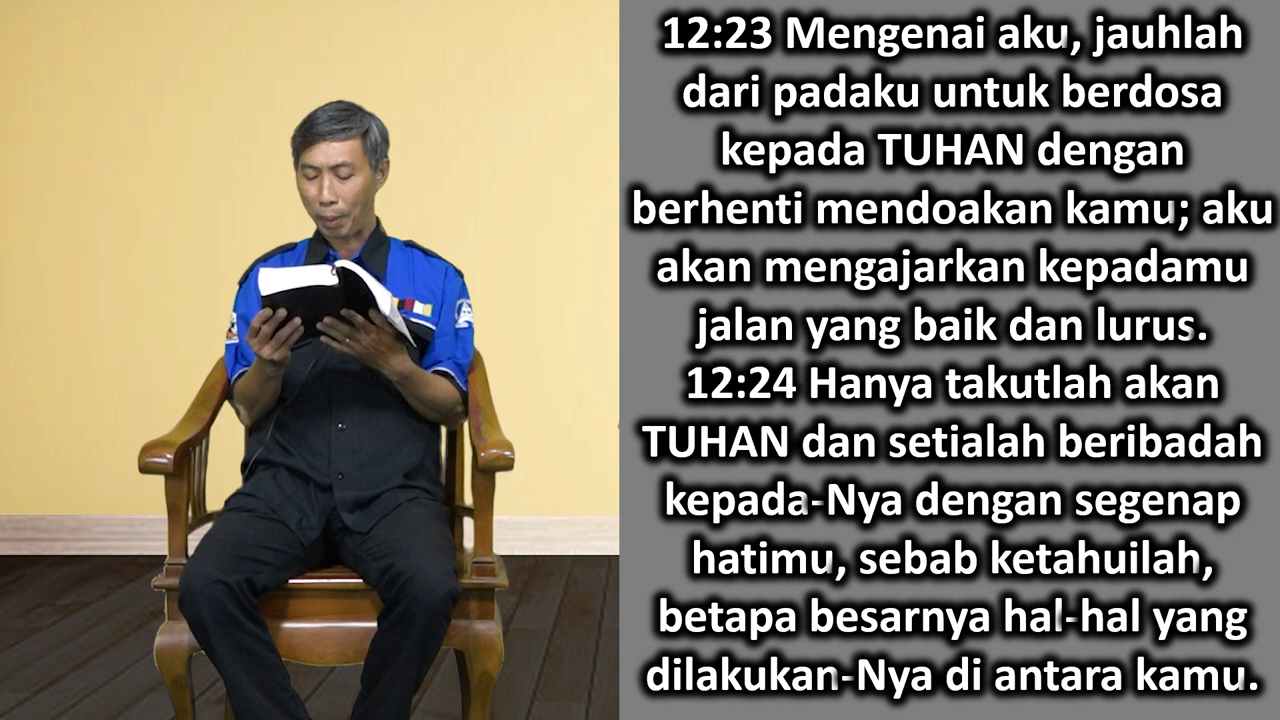 12:23 Mengenai aku, jauhlah
dari padaku untuk berdosa
kepada TUHAN dengan
berhenti mendoakan kamu; aku
akan mengajarkan kepadamu
jalan yang baik dan lurus.
12:24 Hanya takutlah akan
TUHAN dan setialah beribadah
kepada-Nya dengan segenap
hatimu, sebab ketahuilah,
betapa besarnya hal-hal yang
dilakukan-Nya di antara kamu.